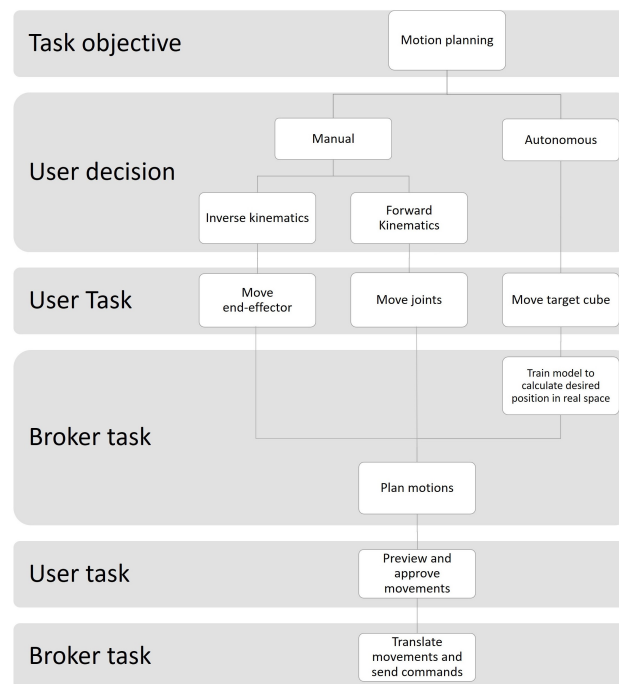 Task objective
Motion planning
User decision
Manual
Autonomous
Inverse kinematics
Forward
Kinematics
User Task
Move
end-effector
Move joints
Move target cube
Broker task
Train model to
calculate desired
position in real space
Plan motions
User task
Preview and
approve
movements
Broker task
Translate
movements and
send commands